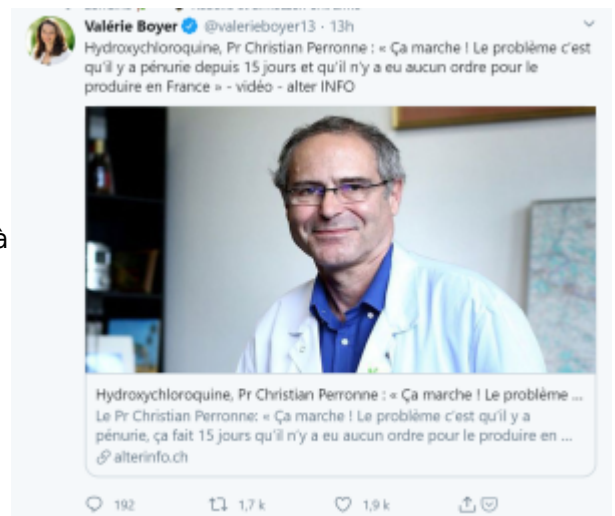 Valérie Boyer @valerieboyer13 · 13h
Hydroxychloroquine, Pr Christian Perronne : « Ça marche ! Le problème c'est
qu'il y a pénurie depuis 15 jours et qu'il n'y a eu aucun ordre pour le
produire en France » - vidéo - alter INFO
à
Hydroxychloroquine, Pr Christian Perronne : « Ça marche ! Le problème ...
Le Pr Christian Perronne: « Ça marche ! Le problème c'est qu'il y a
pénurie, ça fait 15 jours qu'il n'y a eu aucun ordre pour le produire en ...
alterinfo.ch
192 1,7 k 1,9 k